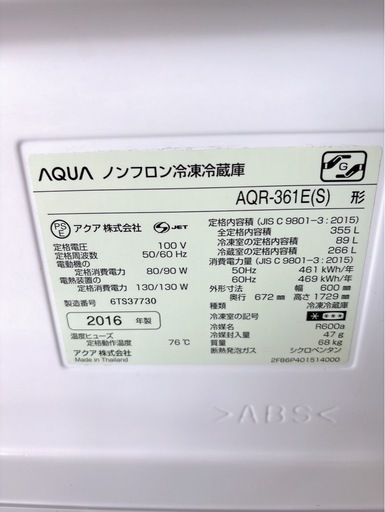 AQUA ノンフロン冷凍冷蔵庫
G
AQR-361E(S) 形
PS
E
アクア 株式会社
JET
定格電圧 100 V
定格周波数 50/60 Hz
電動機の
定格消費電力 80/90 W
電熱装置の
定格消費電力 130/130 W
製造番号 6TS37730
2016 年製
温度ヒューズ
定格動作温度 76℃
アクア 株式会社
Made in Thailand
定格内容積 (JIS C 9801-3:2015)
全定格内容積 355 L
冷凍室の定格内容積 89 L
冷蔵室の定格内容積 266 L
消費電力量 (JIS C 9801-3:2015)
50Hz 461 kWh/年
60Hz 469 kWh/年
外形寸法 幅 600 mm
奥行 672 mm 高さ 1729 mm
種類 冷凍冷蔵庫
冷凍室の記号
冷媒名 R600a
冷媒封入量 47 g
質量 68 kg
断熱発泡ガス シクロペンタン
2F86P401514000
>ABS<